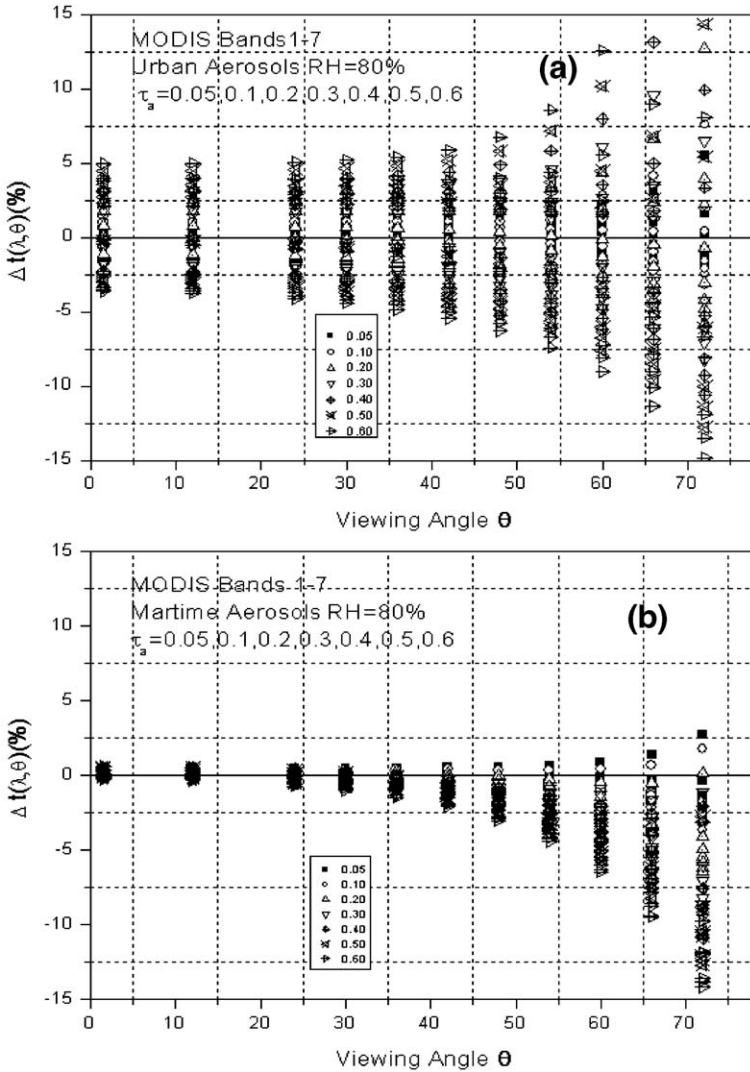 15
10
5
0
-5
-10
-15
Δ t(λ,θ)(%)
MODIS Bands1-7
Urban Aerosols RH=80%
τa=0.05,0.1,0.2,0.3,0.4,0.5,0.6
(a)
0.05
0.10
0.20
0.30
0.40
0.50
0.60
0 10 20 30 40 50 60 70
Viewing Angle θ
15
10
5
0
-5
-10
-15
Δ t(λ,θ)(%)
MODIS Bands 1-7
Martime Aerosols RH=80%
τa=0.05,0.1,0.2,0.3,0.4,0.5,0.6
(b)
0.05
0.10
0.20
0.30
0.40
0.50
0.60
0 10 20 30 40 50 60 70
Viewing Angle θ